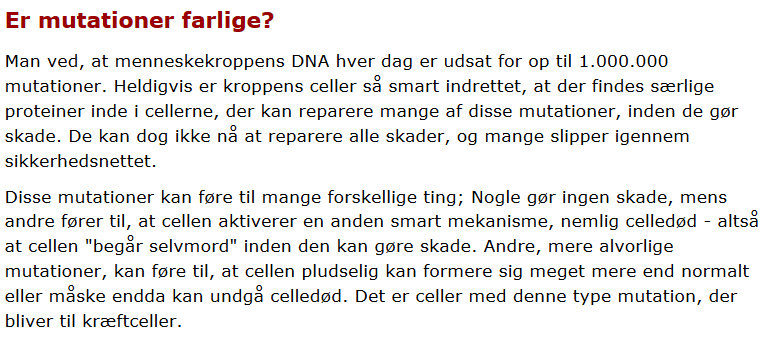 Er mutationer farlige?
Man ved, at menneskekroppens DNA hver dag er udsat for op til 1.000.000
mutationer. Heldigvis er kroppens celler så smart indrettet, at der findes særlige
proteiner inde i cellerne, der kan reparere mange af disse mutationer, inden de gør
skade. De kan dog ikke nå at reparere alle skader, og mange slipper igennem
sikkerhedsnettet.
Disse mutationer kan føre til mange forskellige ting; Nogle gør ingen skade, mens
andre fører til, at cellen aktiverer en anden smart mekanisme, nemlig celledød - altså
at cellen "begår selvmord" inden den kan gøre skade. Andre, mere alvorlige
mutationer, kan føre til, at cellen pludselig kan formere sig meget mere end normalt
eller måske endda kan undgå celledød. Det er celler med denne type mutation, der
bliver til kræftceller.